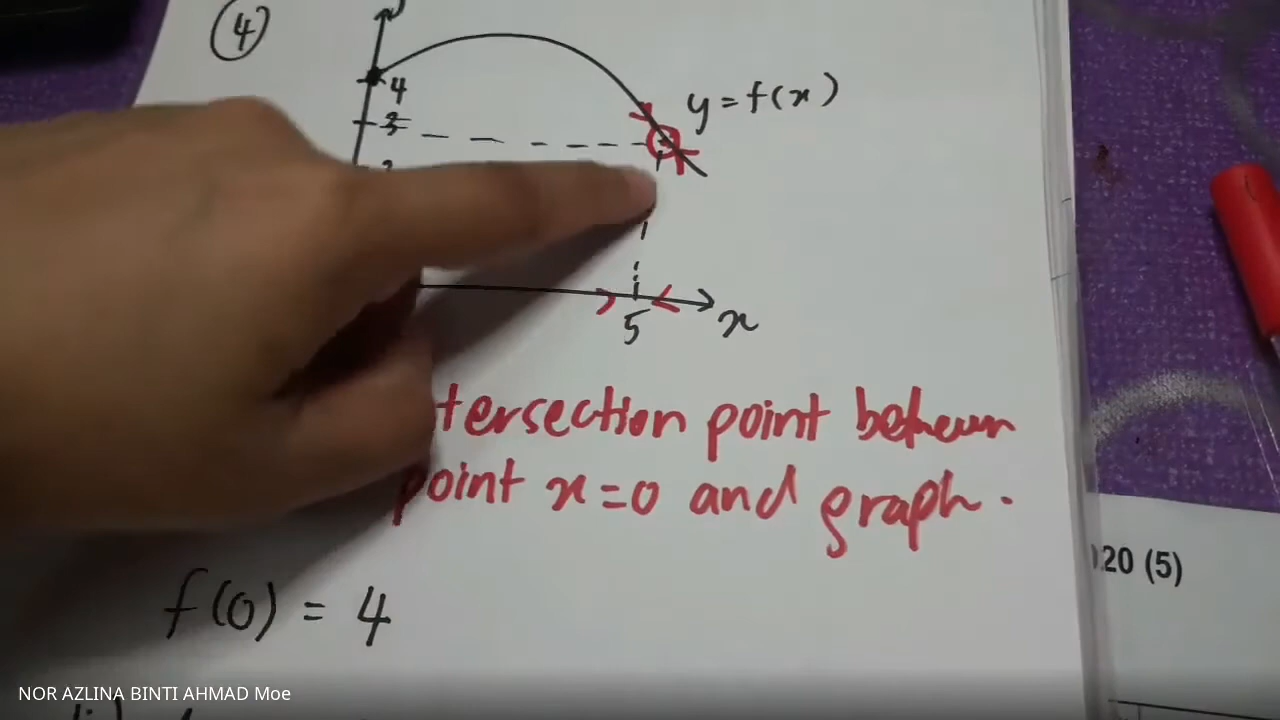 4
4
y = f(x)
3
5
x
tersection point between
point x=0 and graph.
f(0) = 4
20 (5)
NOR AZLINA BINTI AHMAD Moe